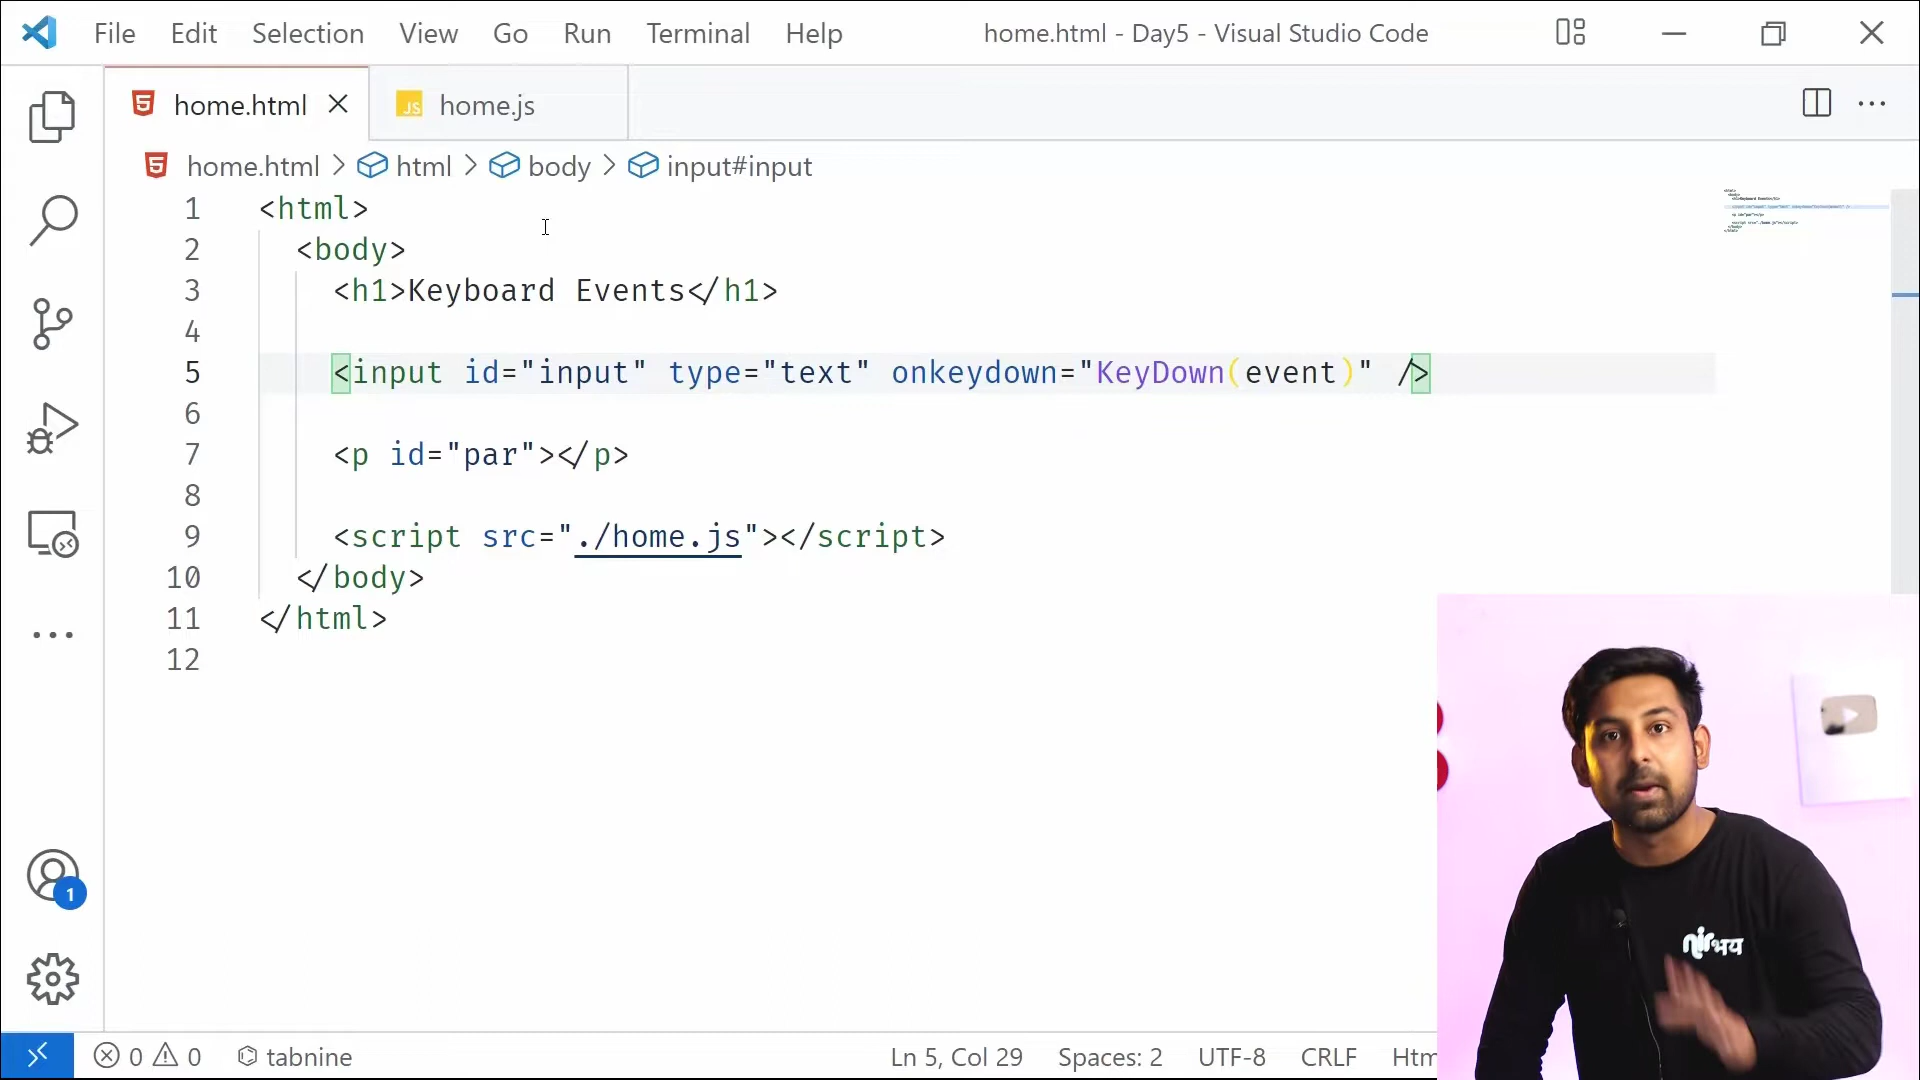 File Edit Selection View Go Run Terminal Help home.html - Day5 - Visual Studio Code
home.html JS home.js
home.html > html > body > input#input
1 <html>
2 <body>
3 <h1>Keyboard Events</h1>
4
5 <input id="input" type="text" onkeydown="KeyDown(event)" />
6
7 <p id="par"></p>
8
9 <script src="./home.js"></script>
10 </body>
11 </html>
12
nirभय
1
0 0 tabnine Ln 5, Col 29 Spaces: 2 UTF-8 CRLF Htm